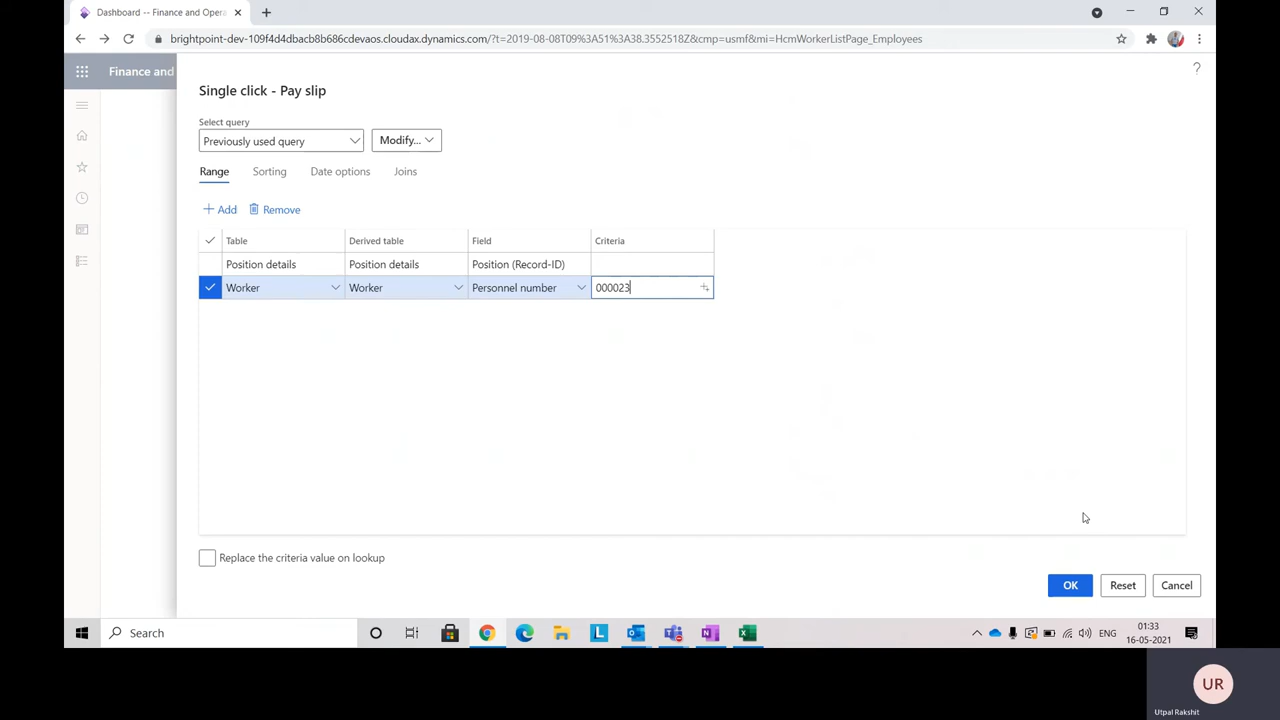 Dashboard -- Finance and Opera
brightpoint-dev-109f4d4dbacb8b686cdevaos.cloudax.dynamics.com/?t=2019-08-08T09%3A51%3A38.3552518Z&cmp=usmf&mi=HcmWorkerListPage_Employees
Finance and
?
Single click - Pay slip
Select query
Previously used query
Modify...
Range Sorting Date options Joins
Add Remove
Table Derived table Field Criteria
Position details Position details Position (Record-ID)
Worker Worker Personnel number 000023
Replace the criteria value on lookup
OK Reset Cancel
Search
ENG
01:33
16-05-2021
UR
Utpal Rakshit